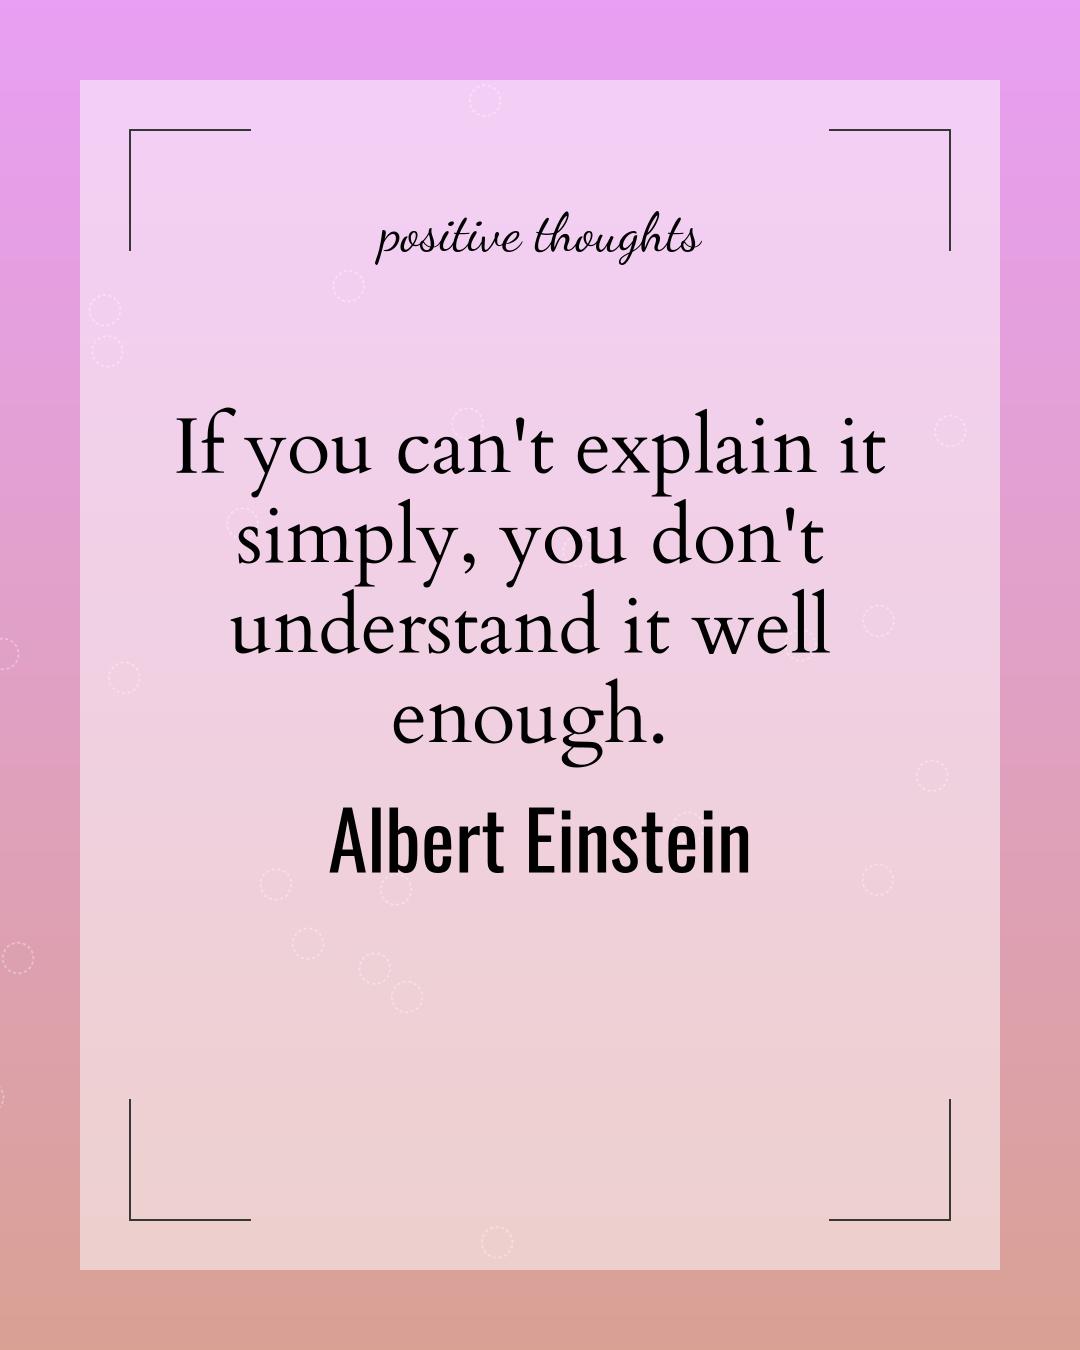 positive thoughts
If you can't explain it
simply, you don't
understand it well
enough.
Albert Einstein